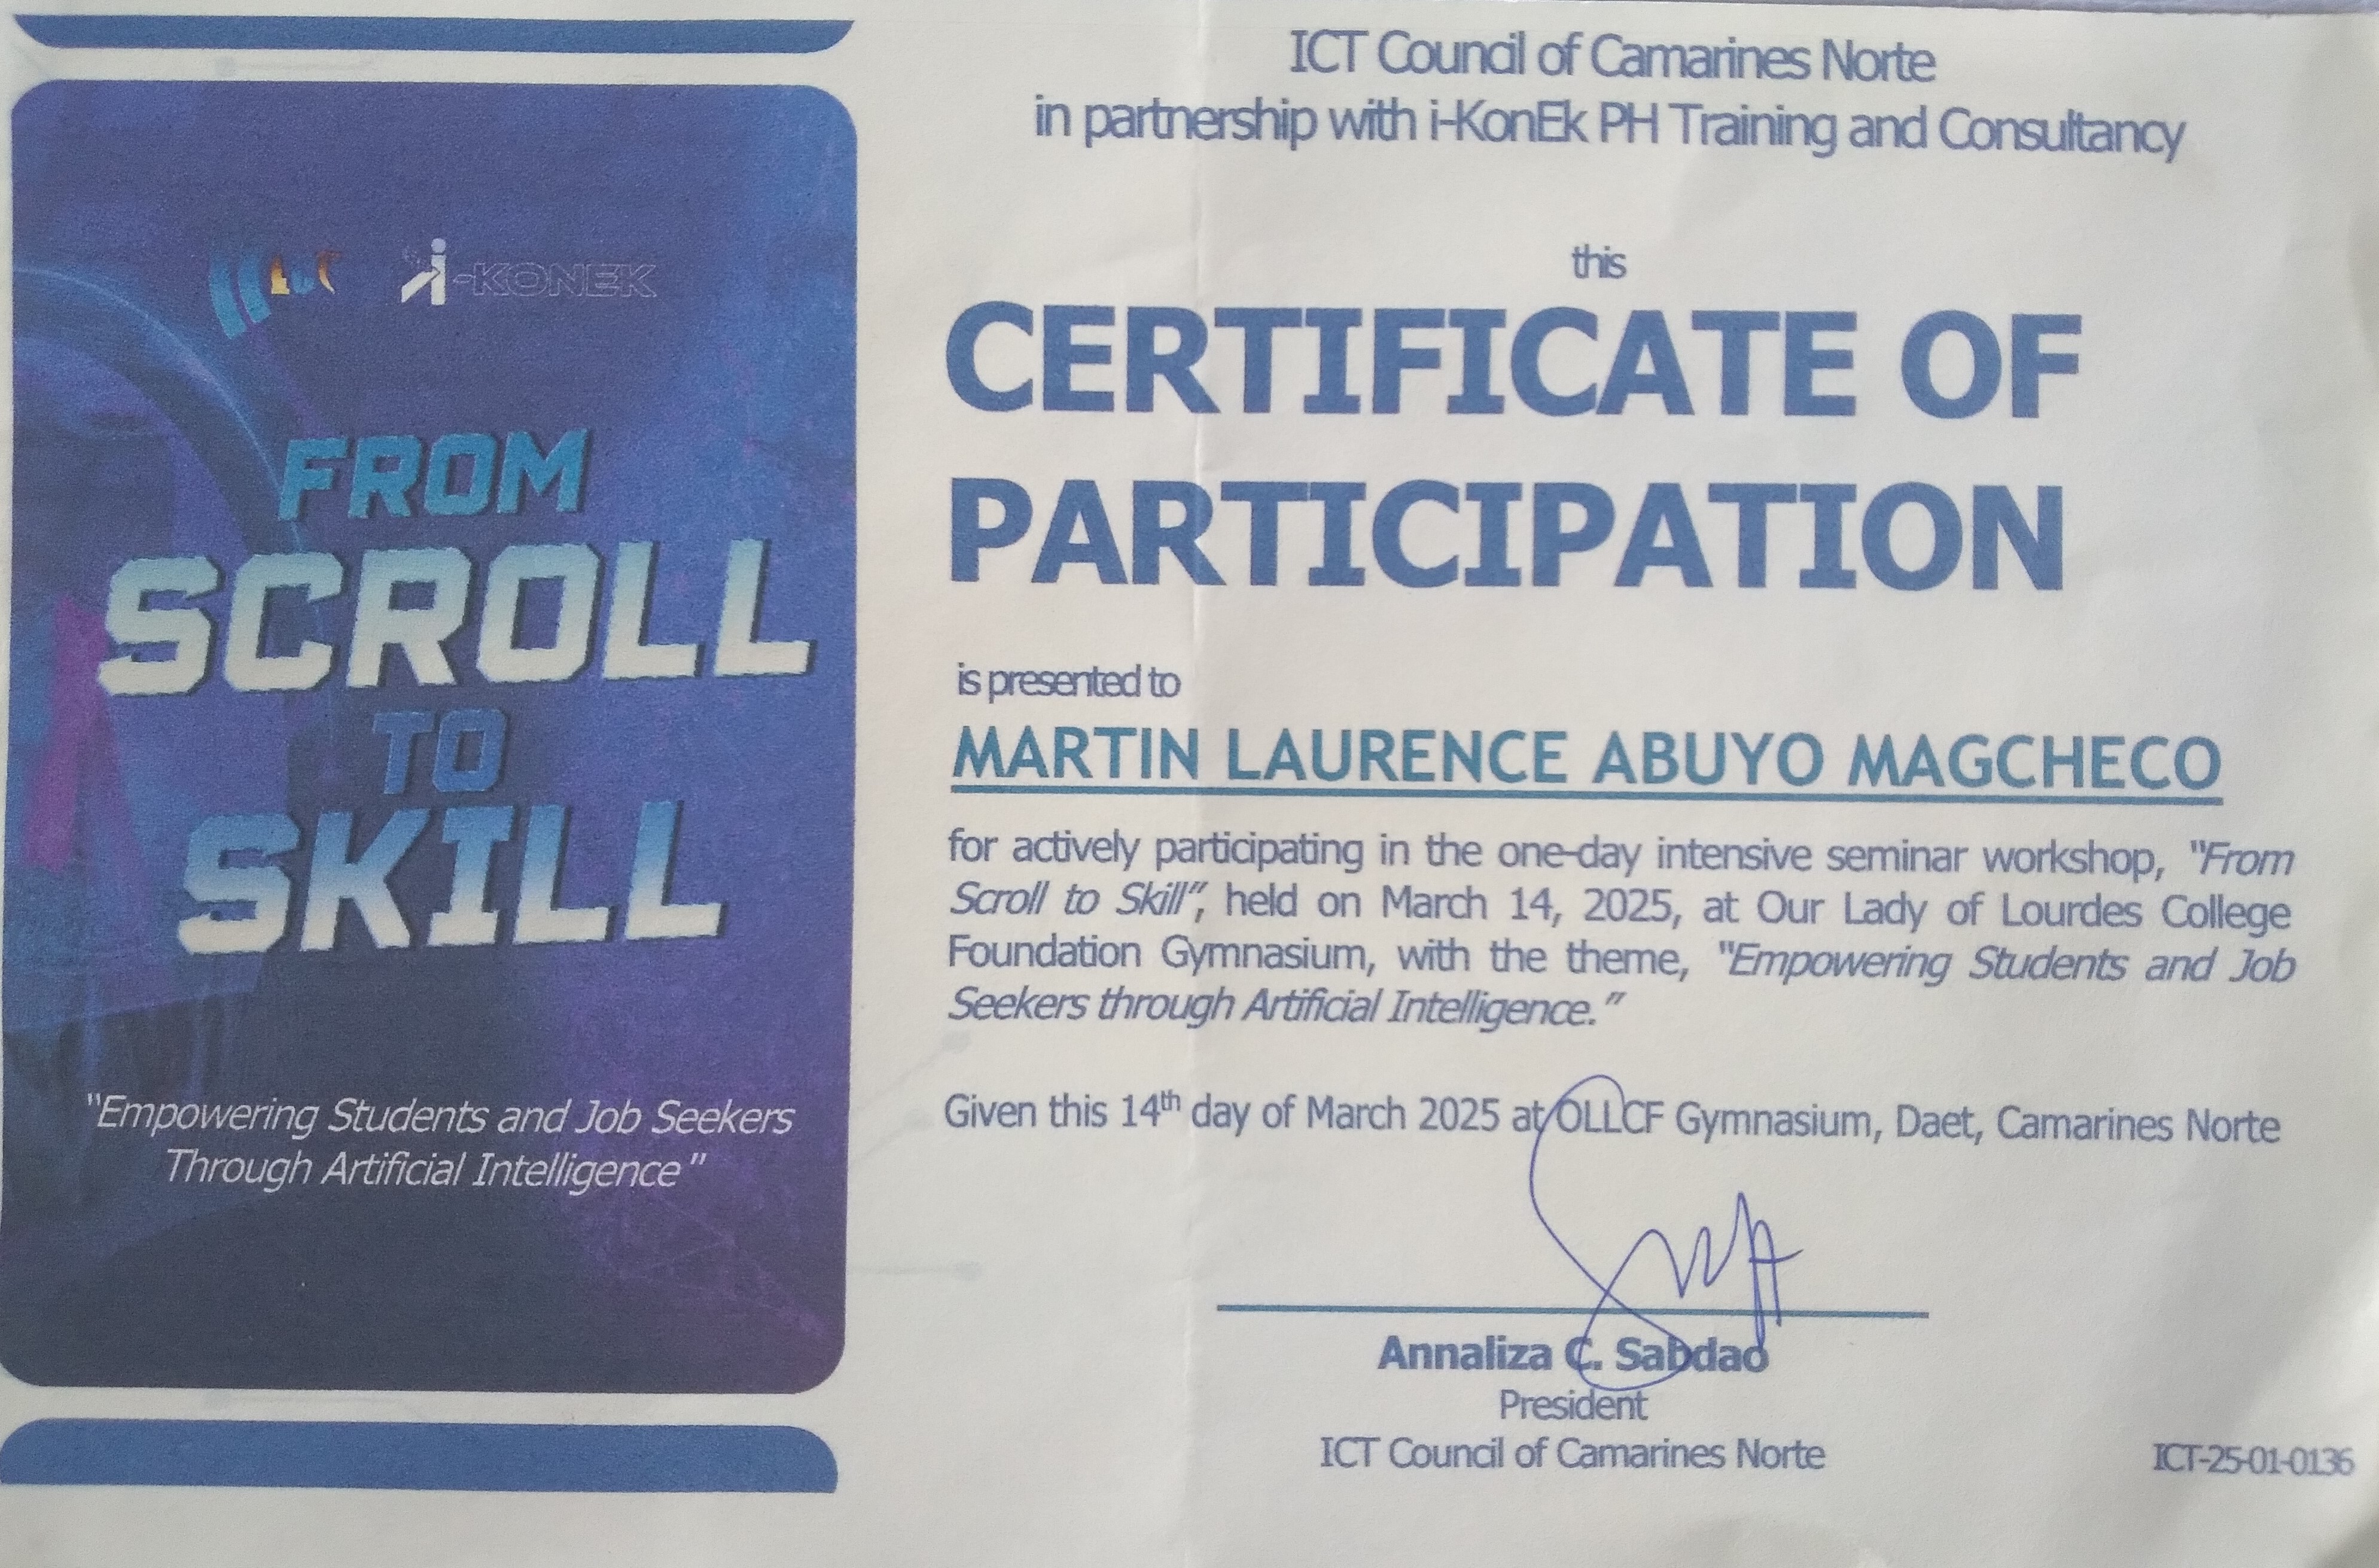 ICT Council of Camarines Norte
in partnership with i-KonEk PH Training and Consultancy
this
CERTIFICATE OF
PARTICIPATION
is presented to
MARTIN LAURENCE ABUYO MAGCHECO
for actively participating in the one-day intensive seminar workshop, "From
Scroll to Skill", held on March 14, 2025, at Our Lady of Lourdes College
Foundation Gymnasium, with the theme, "Empowering Students and Job
Seekers through Artificial Intelligence."
Given this 14th day of March 2025 at OLLCF Gymnasium, Daet, Camarines Norte
Annaliza C. Sabdao
President
ICT Council of Camarines Norte
ICT-25-01-0136
i-KONEK
FROM
SCROLL
TO
SKILL
"Empowering Students and Job Seekers
Through Artificial Intelligence"